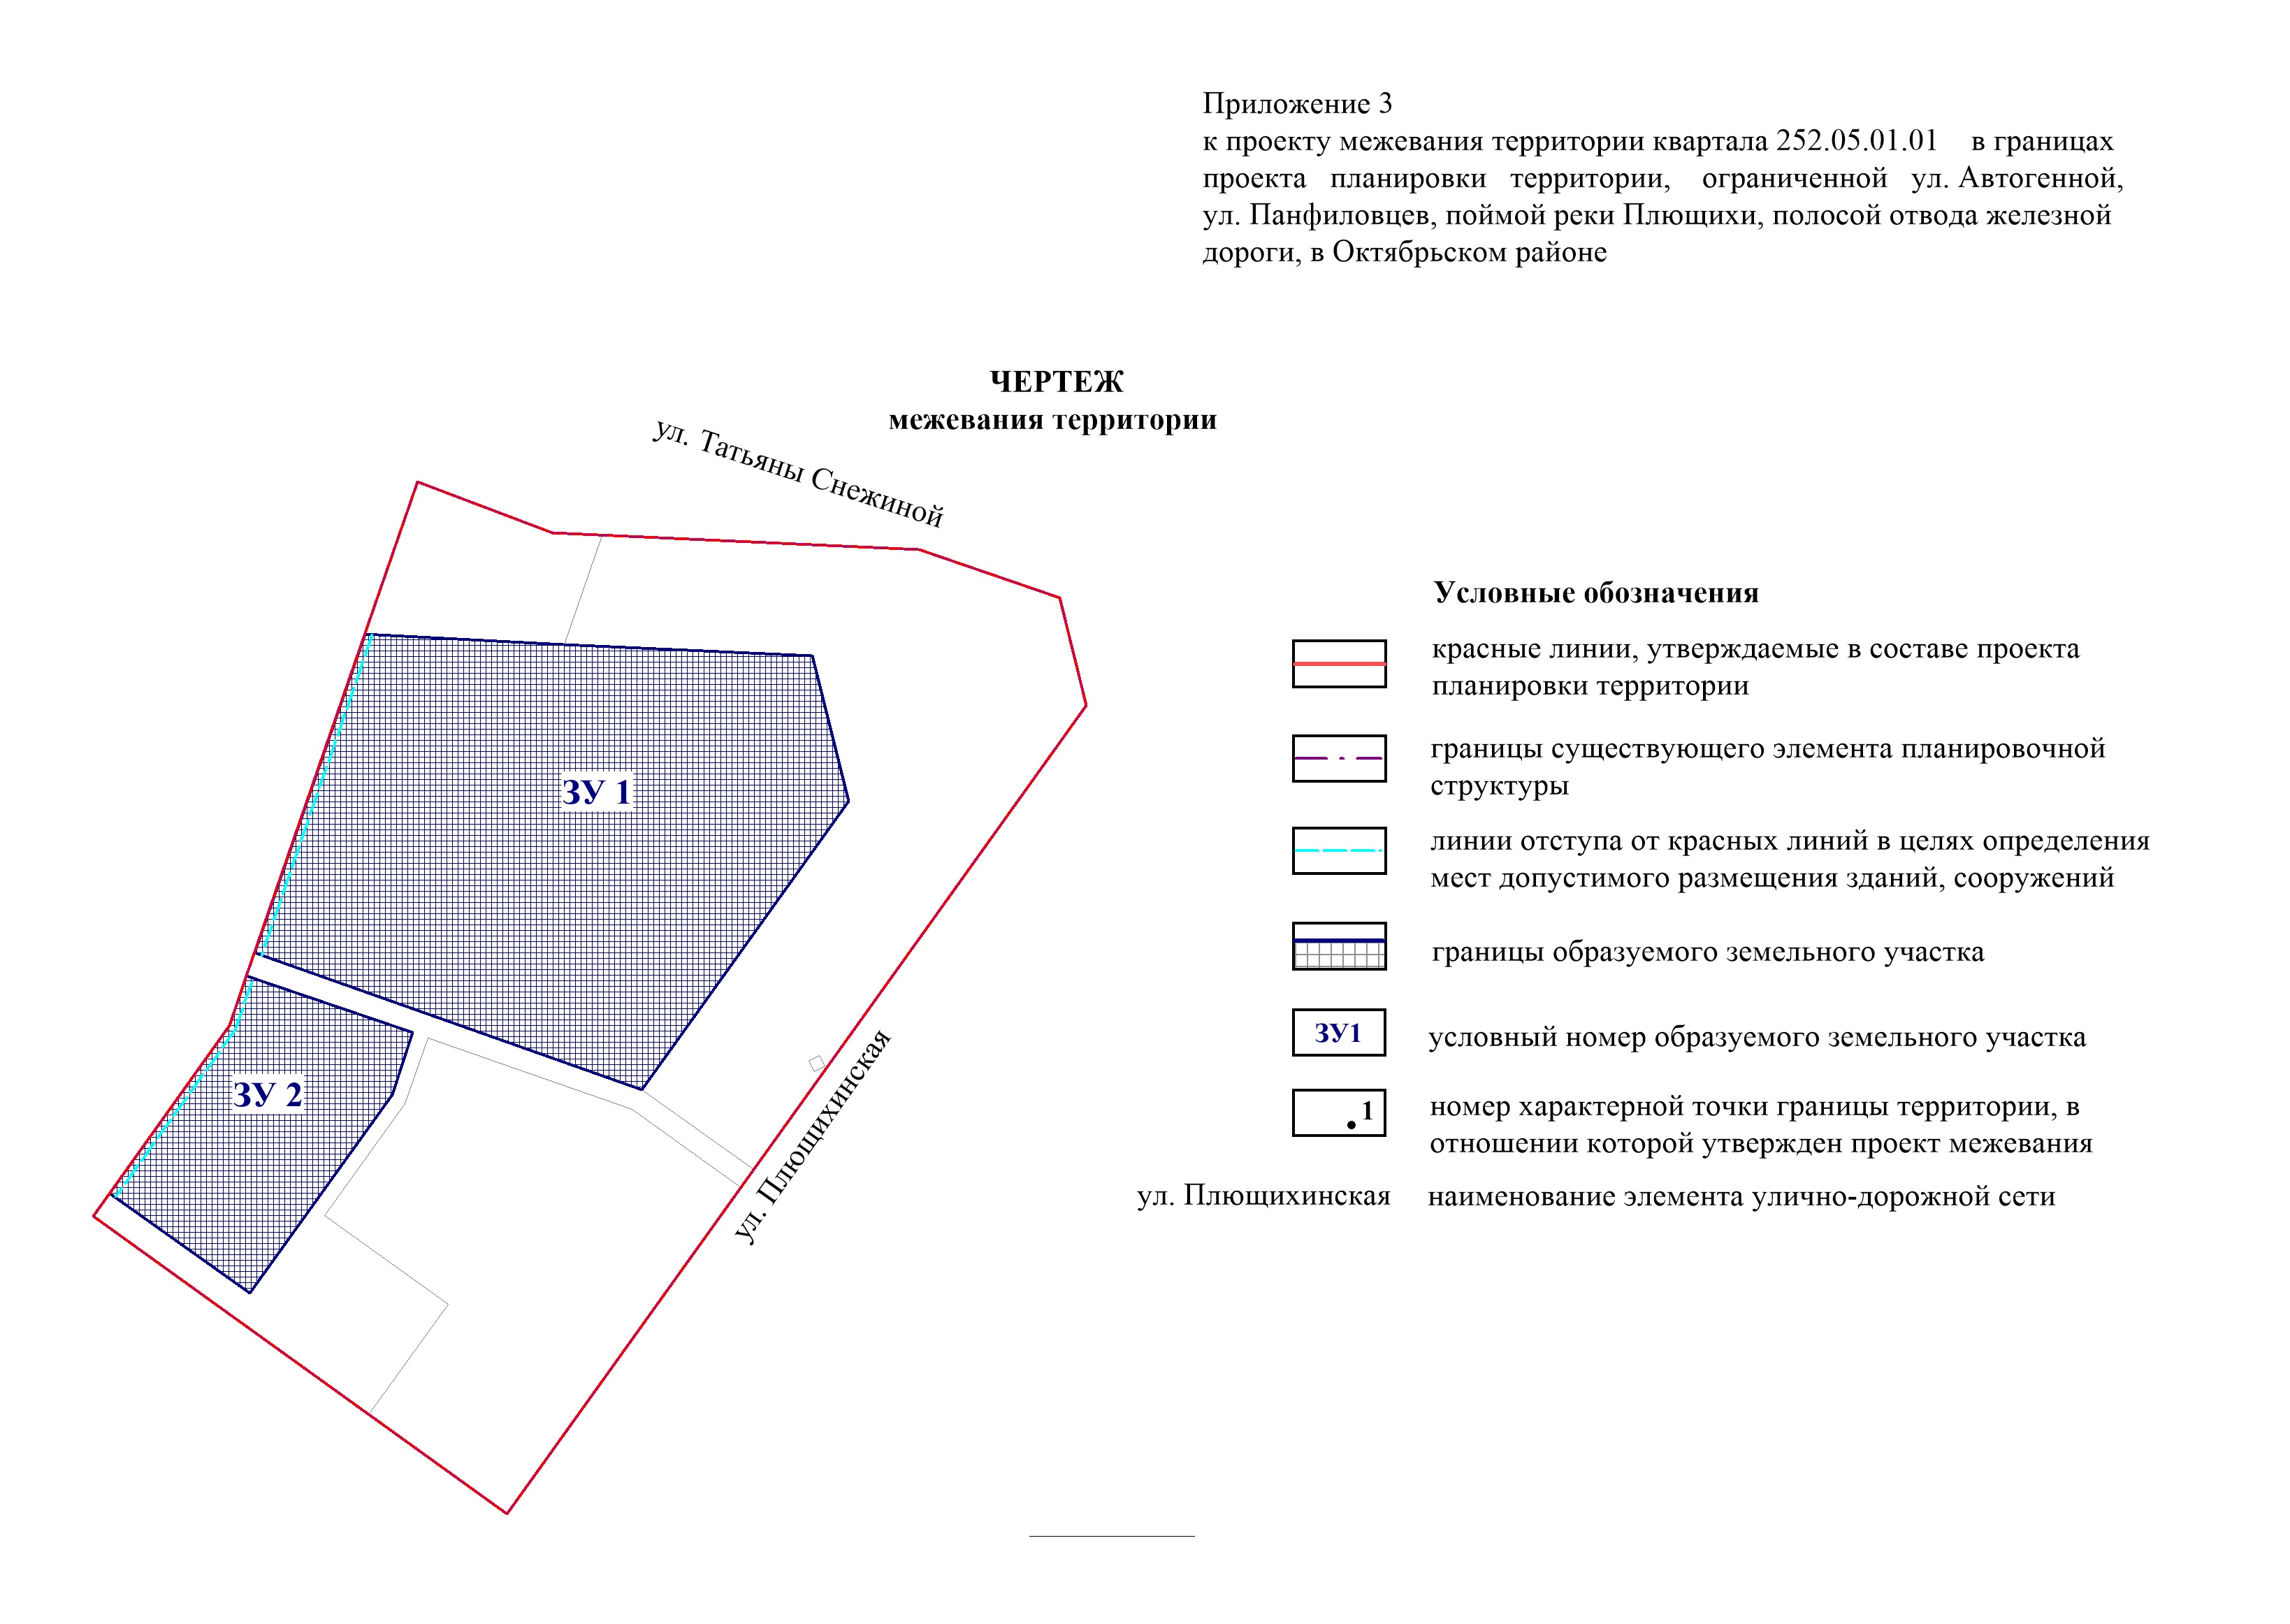 Приложение 3
к проекту межевания территории квартала 252.05.01.01 в границах
проекта планировки территории, ограниченной ул. Автогенной,
ул. Панфиловцев, поймой реки Плющихи, полосой отвода железной
дороги, в Октябрьском районе
ЧЕРТЕЖ
межевания территории
ул. Татьяны Снежиной
ЗУ 1
ЗУ 2
ул. Плющихинская
Условные обозначения
красные линии, утверждаемые в составе проекта
планировки территории
границы существующего элемента планировочной
структуры
линии отступа от красных линий в целях определения
мест допустимого размещения зданий, сооружений
границы образуемого земельного участка
ЗУ1 условный номер образуемого земельного участка
1 номер характерной точки границы территории, в
отношении которой утвержден проект межевания
ул. Плющихинская наименование элемента улично-дорожной сети